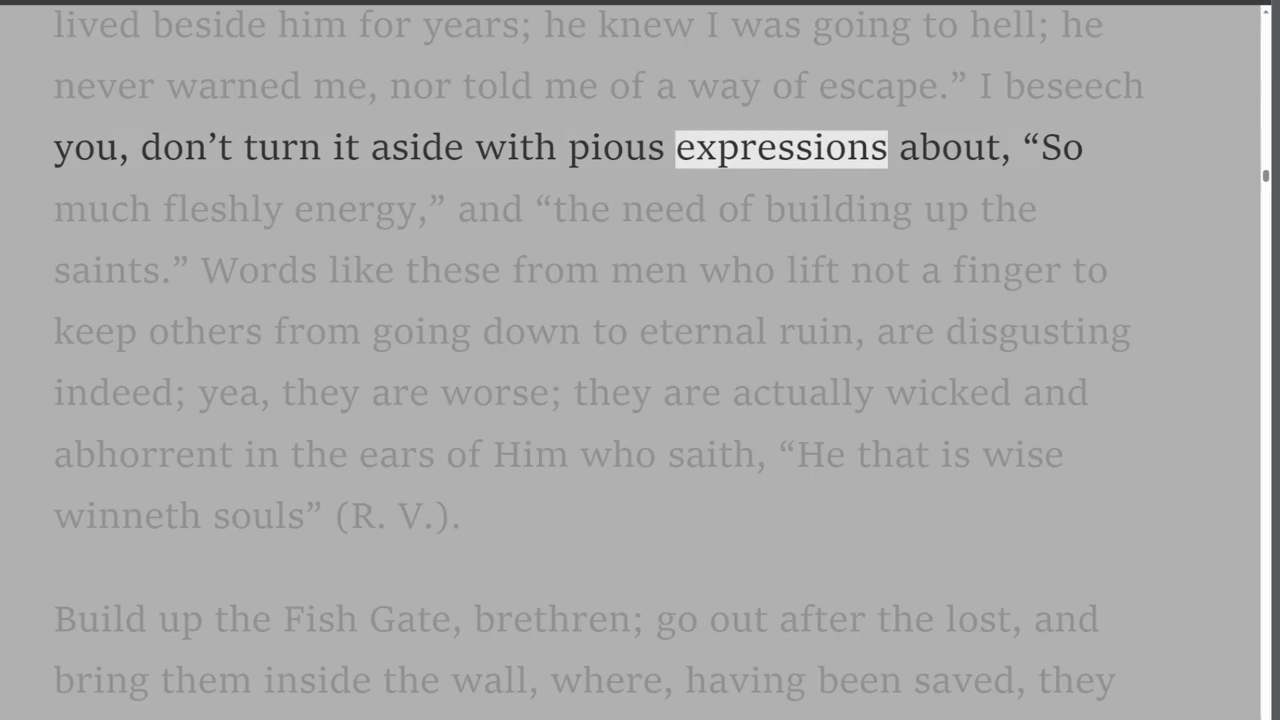 lived beside him for years; he knew I was going to hell; he
never warned me, nor told me of a way of escape.” I beseech
you, don’t turn it aside with pious expressions about, “So
much fleshly energy,” and “the need of building up the
saints.” Words like these from men who lift not a finger to
keep others from going down to eternal ruin, are disgusting
indeed; yea, they are worse; they are actually wicked and
abhorrent in the ears of Him who saith, “He that is wise
winneth souls” (R. V.).
Build up the Fish Gate, brethren; go out after the lost, and
bring them inside the wall, where, having been saved, they